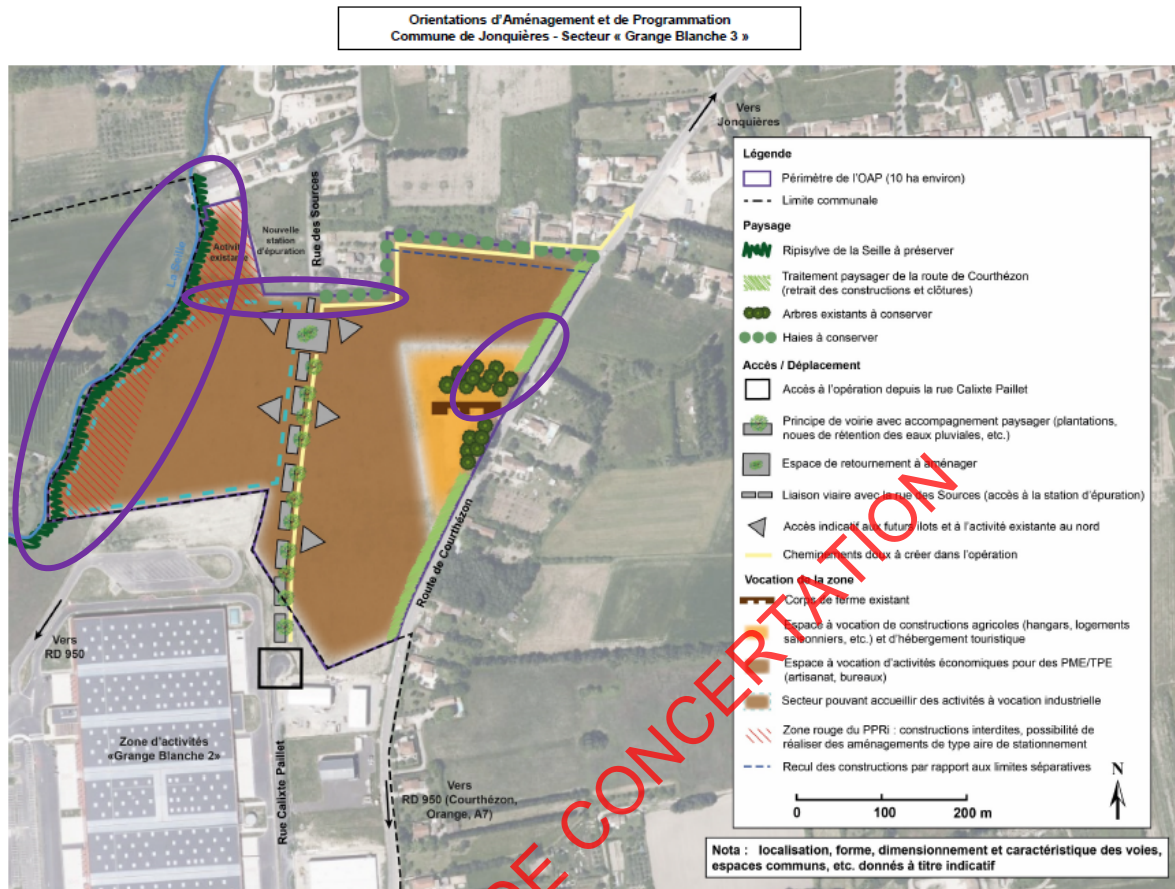 Orientations d'Aménagement et de Programmation
Commune de Jonquières - Secteur « Grange Blanche 3 »
Vers
Jonquières
Rue des Sources
Nouvelle
station
d'épuration
Activité
existante
Route de Courthézon
Vers
RD 950
Zone d'activités
«Grange Blanche 2»
Rue Calixte Paillet
Vers
RD 950 (Courthézon,
Orange, A7)
Légende
Périmètre de l'OAP (10 ha environ)
Limite communale
Paysage
Ripisylve de la Seille à préserver
Traitement paysager de la route de Courthézon
(retrait des constructions et clôtures)
Arbres existants à conserver
Haies à conserver
Accès / Déplacement
Accès à l'opération depuis la rue Calixte Paillet
Principe de voirie avec accompagnement paysager (plantations,
noues de rétention des eaux pluviales, etc.)
Espace de retournement à aménager
Liaison viaire avec la rue des Sources (accès à la station d'épuration)
Accès indicatif aux futurs îlots et à l'activité existante au nord
Cheminements doux à créer dans l'opération
Vocation de la zone
Corps de ferme existant
Espace à vocation de constructions agricoles (hangars, logements
saisonniers, etc.) et d'hébergement touristique
Espace à vocation d'activités économiques pour des PME/TPE
(artisanat, bureaux)
Secteur pouvant accueillir des activités à vocation industrielle
Zone rouge du PPRi : constructions interdites, possibilité de
réaliser des aménagements de type aire de stationnement
Recul des constructions par rapport aux limites séparatives
N
0 100 200 m
Nota : localisation, forme, dimensionnement et caractéristique des voies,
espaces communs, etc. donnés à titre indicatif
DE CONCERTATION